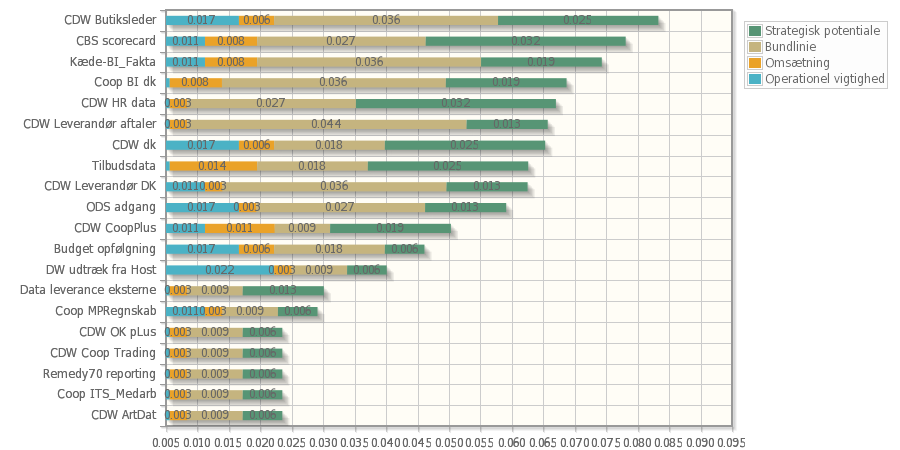 CDW Butiksleder 0.017 0.006 0.036 0.025
CBS scorecard 0.011 0.008 0.027 0.032
Kæde-BI_Fakta 0.011 0.008 0.036 0.019
Coop BI dk 0.008 0.036 0.019
CDW HR data 0.003 0.027 0.032
CDW Leverandør aftaler 0.003 0.044 0.013
CDW dk 0.017 0.006 0.018 0.025
Tilbudsdata 0.014 0.018 0.025
CDW Leverandør DK 0.011 0.003 0.036 0.013
ODS adgang 0.017 0.003 0.027 0.013
CDW CoopPlus 0.011 0.011 0.009 0.019
Budget opfølgning 0.017 0.006 0.018 0.006
DW udtræk fra Host 0.022 0.003 0.009 0.006
Data leverance eksterne 0.003 0.009 0.013
Coop MPRegnskab 0.011 0.003 0.009 0.006
CDW OK pLus 0.003 0.009 0.006
CDW Coop Trading 0.003 0.009 0.006
Remedy70 reporting 0.003 0.009 0.006
Coop ITS_Medarb 0.003 0.009 0.006
CDW ArtDat 0.003 0.009 0.006
0.005 0.010 0.015 0.020 0.025 0.030 0.035 0.040 0.045 0.050 0.055 0.060 0.065 0.070 0.075 0.080 0.085 0.090 0.095
Strategisk potentiale
Bundlinie
Omsætning
Operationel vigtighed